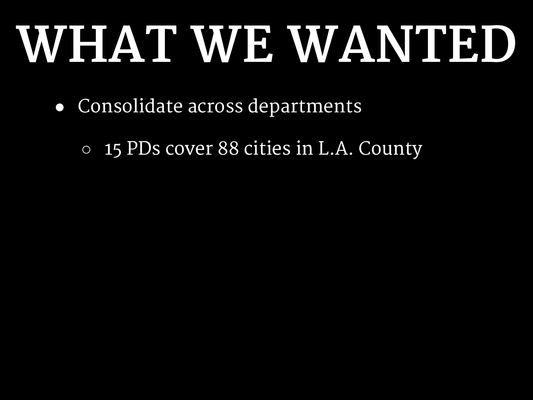 WHAT WE WANTED
● Consolidate across departments
○ 15 PDs cover 88 cities in L.A. County